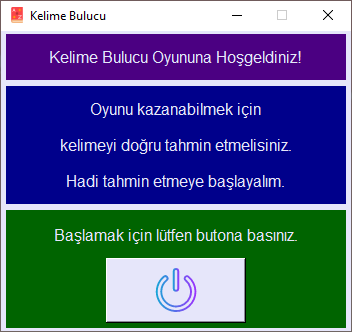 Kelime Bulucu
Kelime Bulucu Oyununa Hoşgeldiniz!
Oyunu kazanabilmek için
kelimeyi doğru tahmin etmelisiniz.
Hadi tahmin etmeye başlayalım.
Başlamak için lütfen butona basınız.